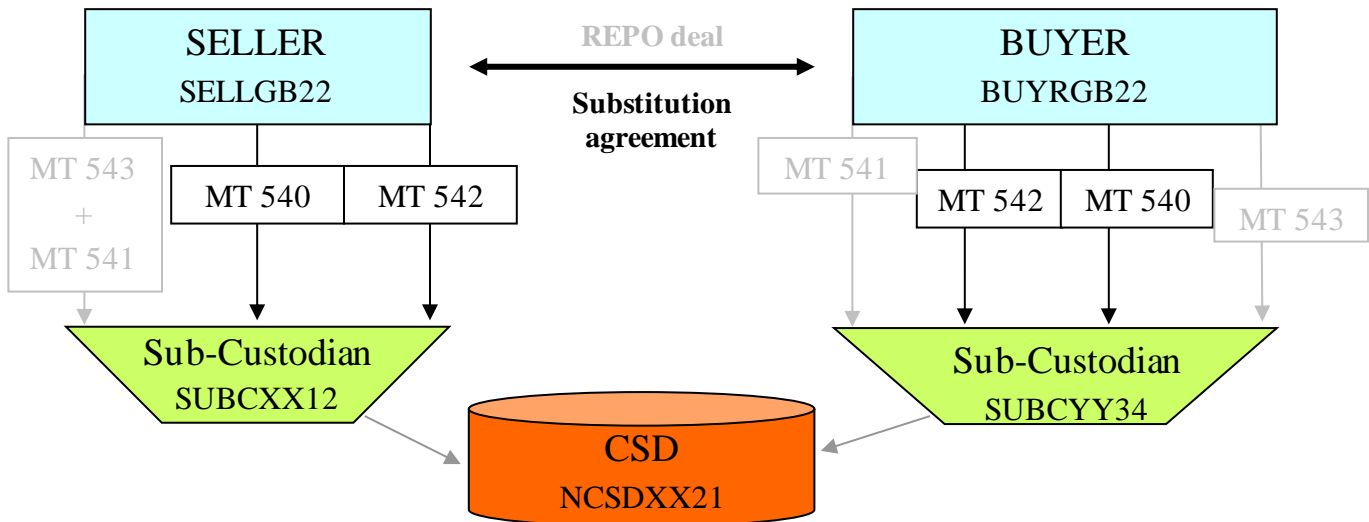 SELLER
SELLGB22
REPO deal
Substitution
agreement
BUYER
BUYRGB22
MT 543
+
MT 541
MT 540
MT 542
MT 541
MT 542
MT 540
MT 543
Sub-Custodian
SUBCXX12
Sub-Custodian
SUBCYY34
CSD
NCSDXX21